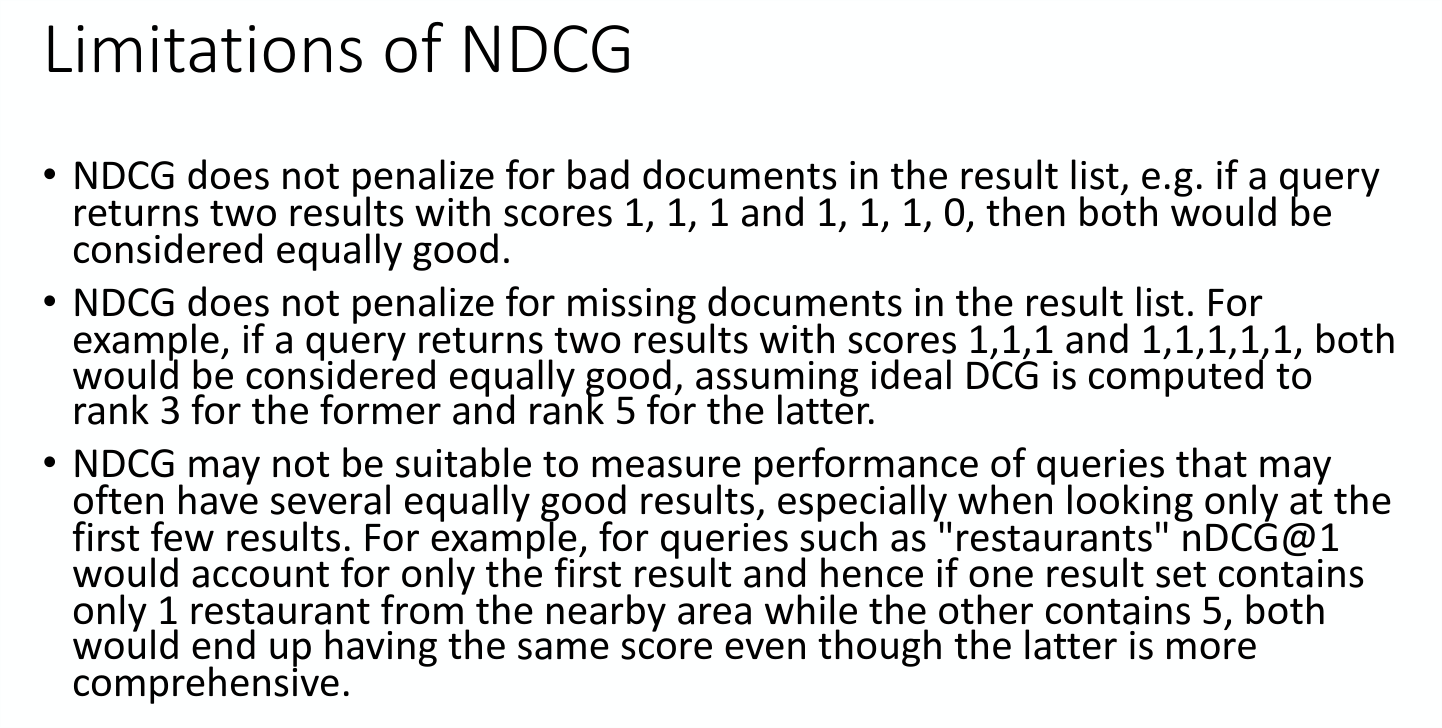 Limitations of NDCG
• NDCG does not penalize for bad documents in the result list, e.g. if a query
returns two results with scores 1, 1, 1 and 1, 1, 1, 0, then both would be
considered equally good.
• NDCG does not penalize for missing documents in the result list. For
example, if a query returns two results with scores 1,1,1 and 1,1,1,1,1, both
would be considered equally good, assuming ideal DCG is computed to
rank 3 for the former and rank 5 for the latter.
• NDCG may not be suitable to measure performance of queries that may
often have several equally good results, especially when looking only at the
first few results. For example, for queries such as "restaurants" nDCG@1
would account for only the first result and hence if one result set contains
only 1 restaurant from the nearby area while the other contains 5, both
would end up having the same score even though the latter is more
comprehensive.